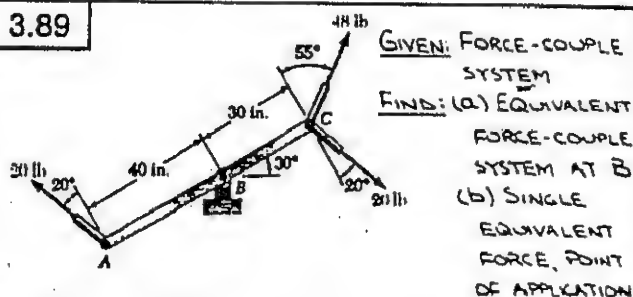 3.89
48 lb
55°
30 in.
C
40 in.
30°
20 lb
20°
B
20°
20 lb
A
GIVEN: FORCE-COUPLE
SYSTEM
FIND: (a) EQUIVALENT
FORCE-COUPLE
SYSTEM AT B
(b) SINGLE
EQUIVALENT
FORCE, POINT
OF APPLICATION